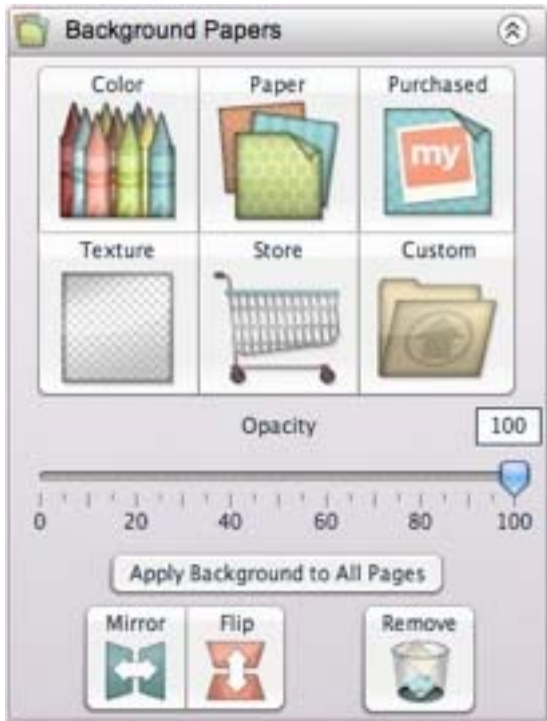 Background Papers
Color Paper Purchased
my
Texture Store Custom
Opacity 100
0 20 40 60 80 100
Apply Background to All Pages
Mirror Flip Remove